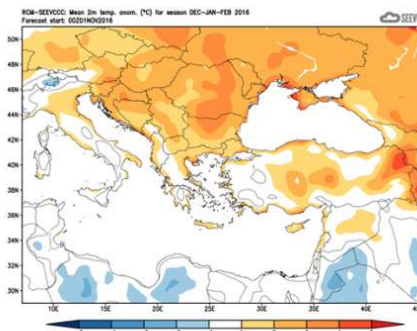 RCM-SEEVCCC: Mean 2m temp. anom. (°C) for season DEC-JAN-FEB 2016
Forecast start: 00Z01NOV2016
SEEV
50N
48N
46N
44N
42N
40N
38N
36N
34N
32N
30N
10E 15E 20E 25E 30E 35E 40E